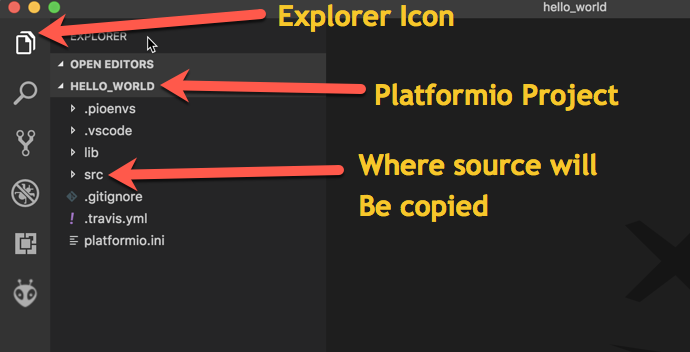 hello_world
Explorer Icon
EXPLORER
OPEN EDITORS
HELLO_WORLD
Platformio Project
.pioenvs
.vscode
lib
src
Where source will
Be copied
.gitignore
! .travis.yml
platformio.ini